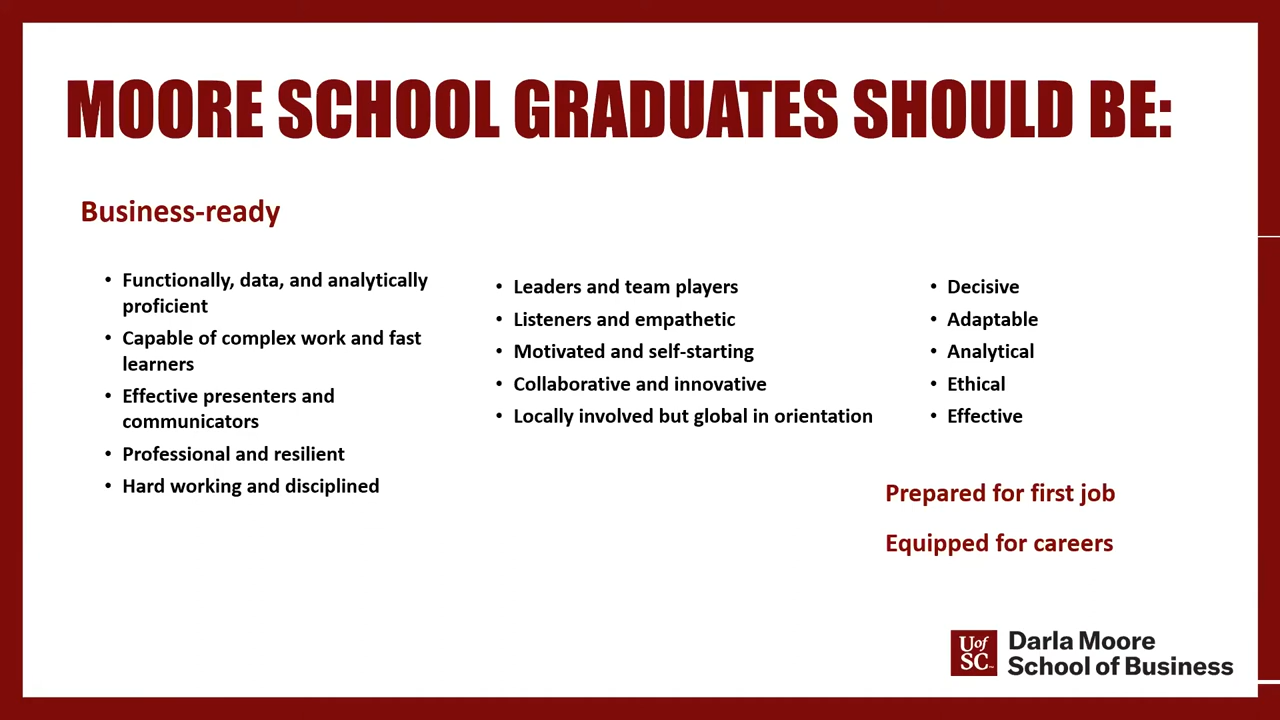 MOORE SCHOOL GRADUATES SHOULD BE:
Business-ready
• Functionally, data, and analytically
proficient
• Capable of complex work and fast
learners
• Effective presenters and
communicators
• Professional and resilient
• Hard working and disciplined
• Leaders and team players
• Listeners and empathetic
• Motivated and self-starting
• Collaborative and innovative
• Locally involved but global in orientation
• Decisive
• Adaptable
• Analytical
• Ethical
• Effective
Prepared for first job
Equipped for careers
UofSC
Darla Moore
School of Business